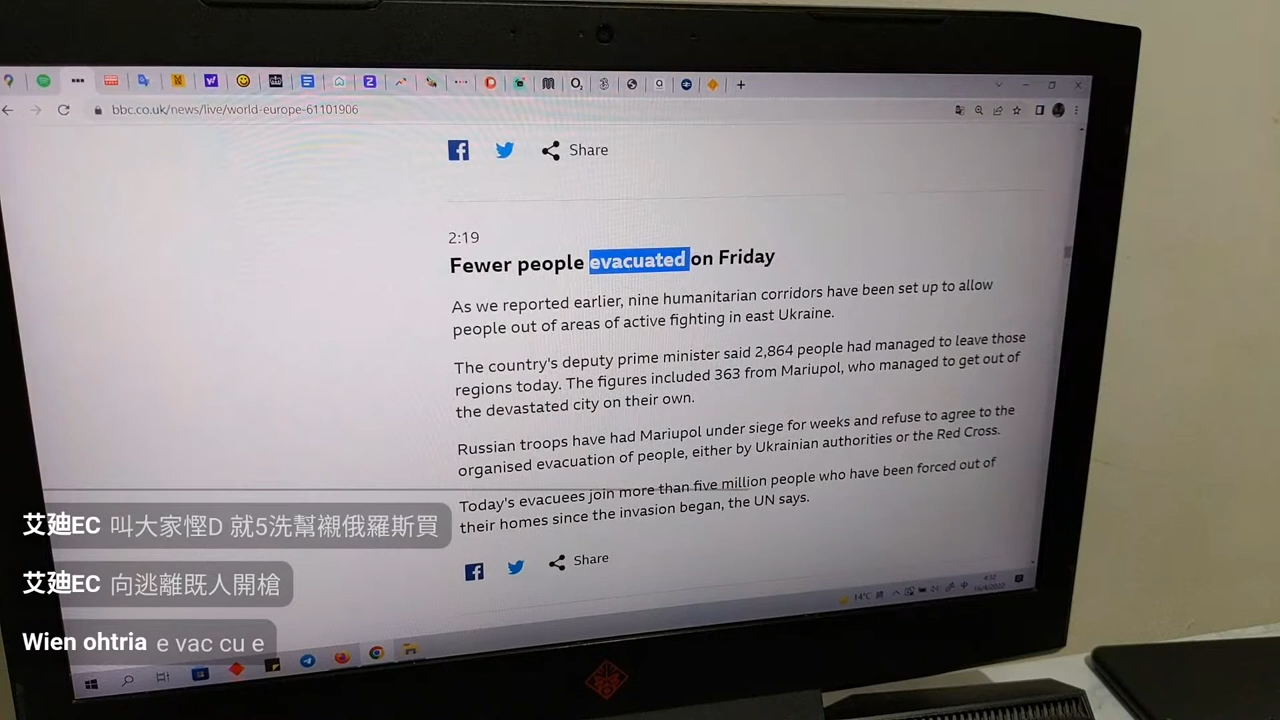 bbc.co.uk/news/live/world-europe-61101906
Share
2:19
Fewer people evacuated on Friday
As we reported earlier, nine humanitarian corridors have been set up to allow
people out of areas of active fighting in east Ukraine.
The country's deputy prime minister said 2,864 people had managed to leave those
regions today. The figures included 363 from Mariupol, who managed to get out of
the devastated city on their own.
Russian troops have had Mariupol under siege for weeks and refuse to agree to the
organised evacuation of people, either by Ukrainian authorities or the Red Cross.
Today's evacuees join more than five million people who have been forced out of
their homes since the invasion began, the UN says.
Share
艾廸EC 叫大家慳D 就5洗幫襯俄羅斯買
艾廸EC 向逃離既人開槍
Wien ohtria e vac cu e
14°C
中
4:32